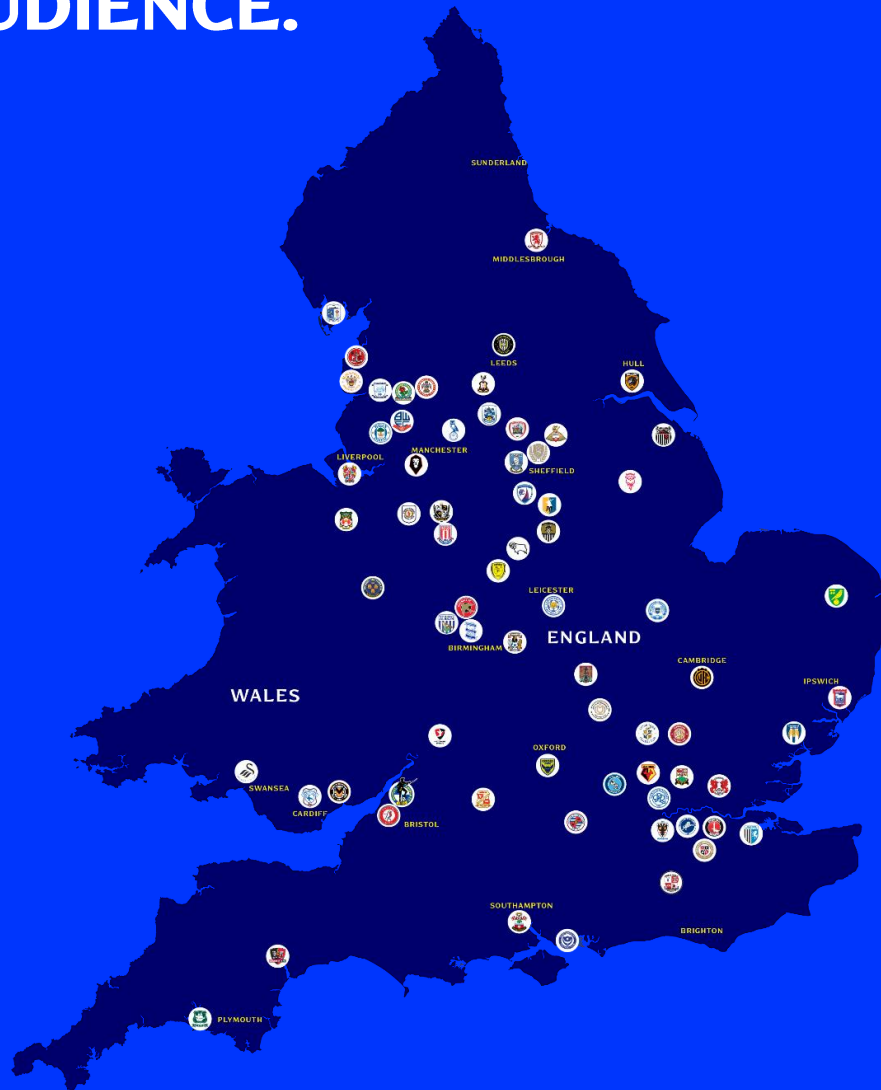 UDIENCE.
SUNDERLAND
MIDDLESBROUGH
LEEDS
HULL
MANCHESTER
LIVERPOOL
SHEFFIELD
LEICESTER
ENGLAND
BIRMINGHAM
CAMBRIDGE
IPSWICH
WALES
OXFORD
SWANSEA
CARDIFF
BRISTOL
SOUTHAMPTON
BRIGHTON
PLYMOUTH